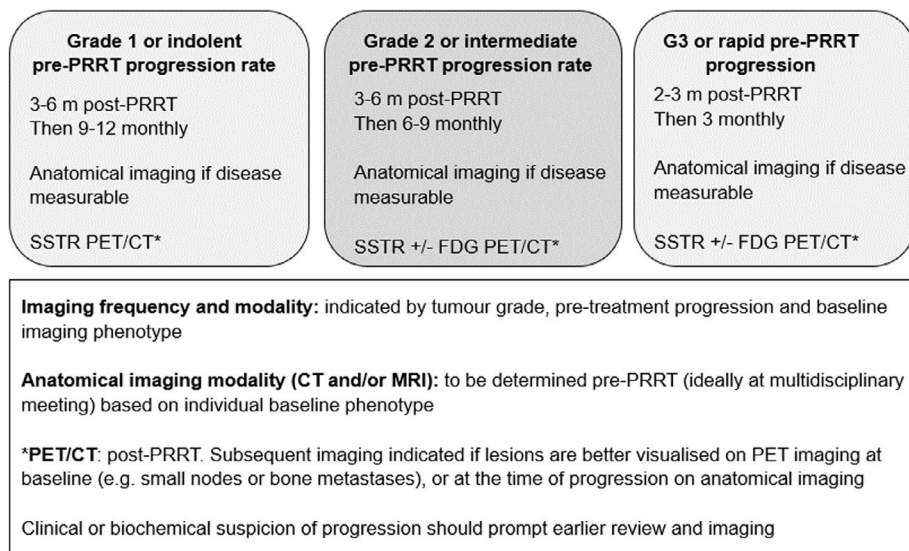 Grade 1 or indolent
pre-PRRT progression rate
3-6 m post-PRRT
Then 9-12 monthly
Anatomical imaging if disease
measurable
SSTR PET/CT*
Grade 2 or intermediate
pre-PRRT progression rate
3-6 m post-PRRT
Then 6-9 monthly
Anatomical imaging if disease
measurable
SSTR +/- FDG PET/CT*
G3 or rapid pre-PRRT
progression
2-3 m post-PRRT
Then 3 monthly
Anatomical imaging if disease
measurable
SSTR +/- FDG PET/CT*
Imaging frequency and modality: indicated by tumour grade, pre-treatment progression and baseline
imaging phenotype
Anatomical imaging modality (CT and/or MRI): to be determined pre-PRRT (ideally at multidisciplinary
meeting) based on individual baseline phenotype
*PET/CT: post-PRRT. Subsequent imaging indicated if lesions are better visualised on PET imaging at
baseline (e.g. small nodes or bone metastases), or at the time of progression on anatomical imaging
Clinical or biochemical suspicion of progression should prompt earlier review and imaging